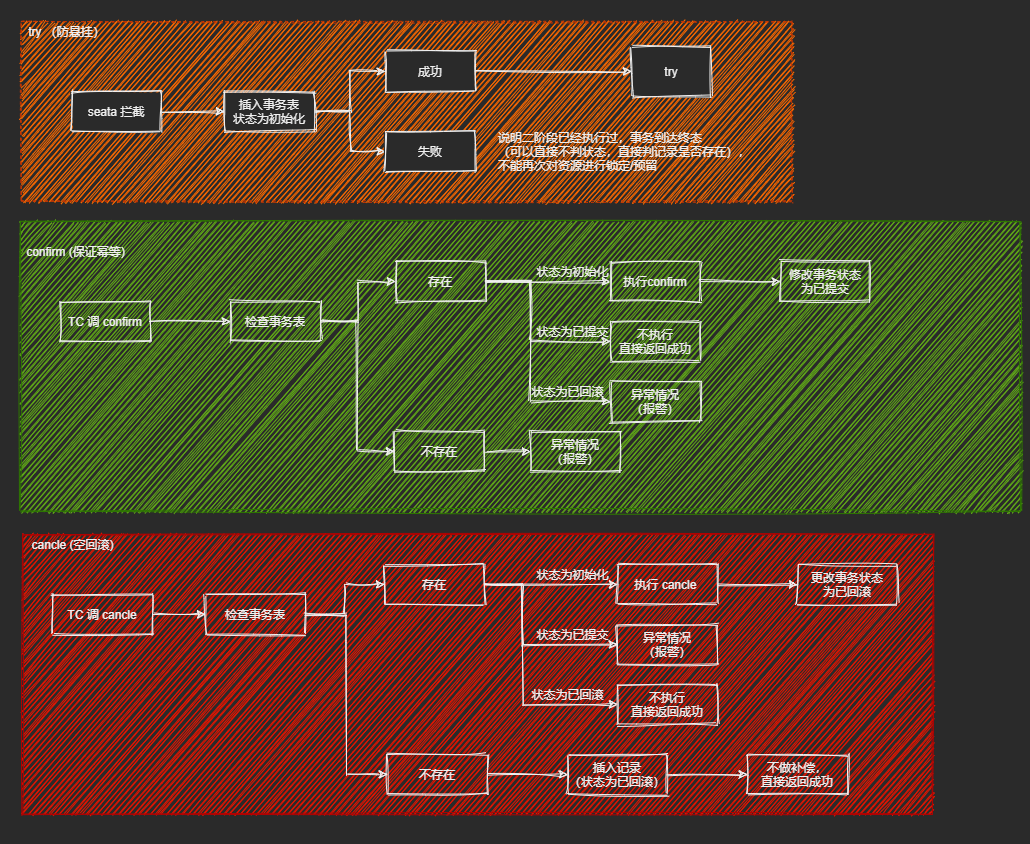 try （防悬挂）
seata 拦截
插入事务表
状态为初始化
成功
try
失败
说明二阶段已经执行过，事务到达终态
（可以直接不判状态，直接判记录是否存在）,
不能再次对资源进行锁定/预留
confirm (保证幂等)
TC 调 confirm
检查事务表
存在
状态为初始化
执行confirm
修改事务状态
为已提交
状态为已提交
不执行
直接返回成功
状态为已回滚
异常情况
（报警）
不存在
异常情况
（报警）
cancle (空回滚)
TC 调 cancle
检查事务表
存在
状态为初始化
执行 cancle
更改事务状态
为已回滚
状态为已提交
异常情况
（报警）
状态为已回滚
不执行
直接返回成功
不存在
插入记录
（状态为已回滚）
不做补偿，
直接返回成功